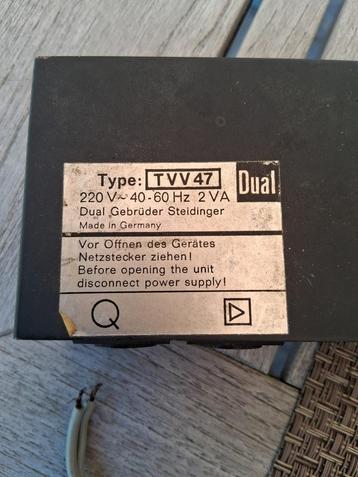 Type: TVV 47
Dual
220 V~ 40-60 Hz 2 VA
Dual Gebrüder Steidinger
Made in Germany
Vor Öffnen des Gerätes
Netzstecker ziehen!
Before opening the unit
disconnect power supply!
Q